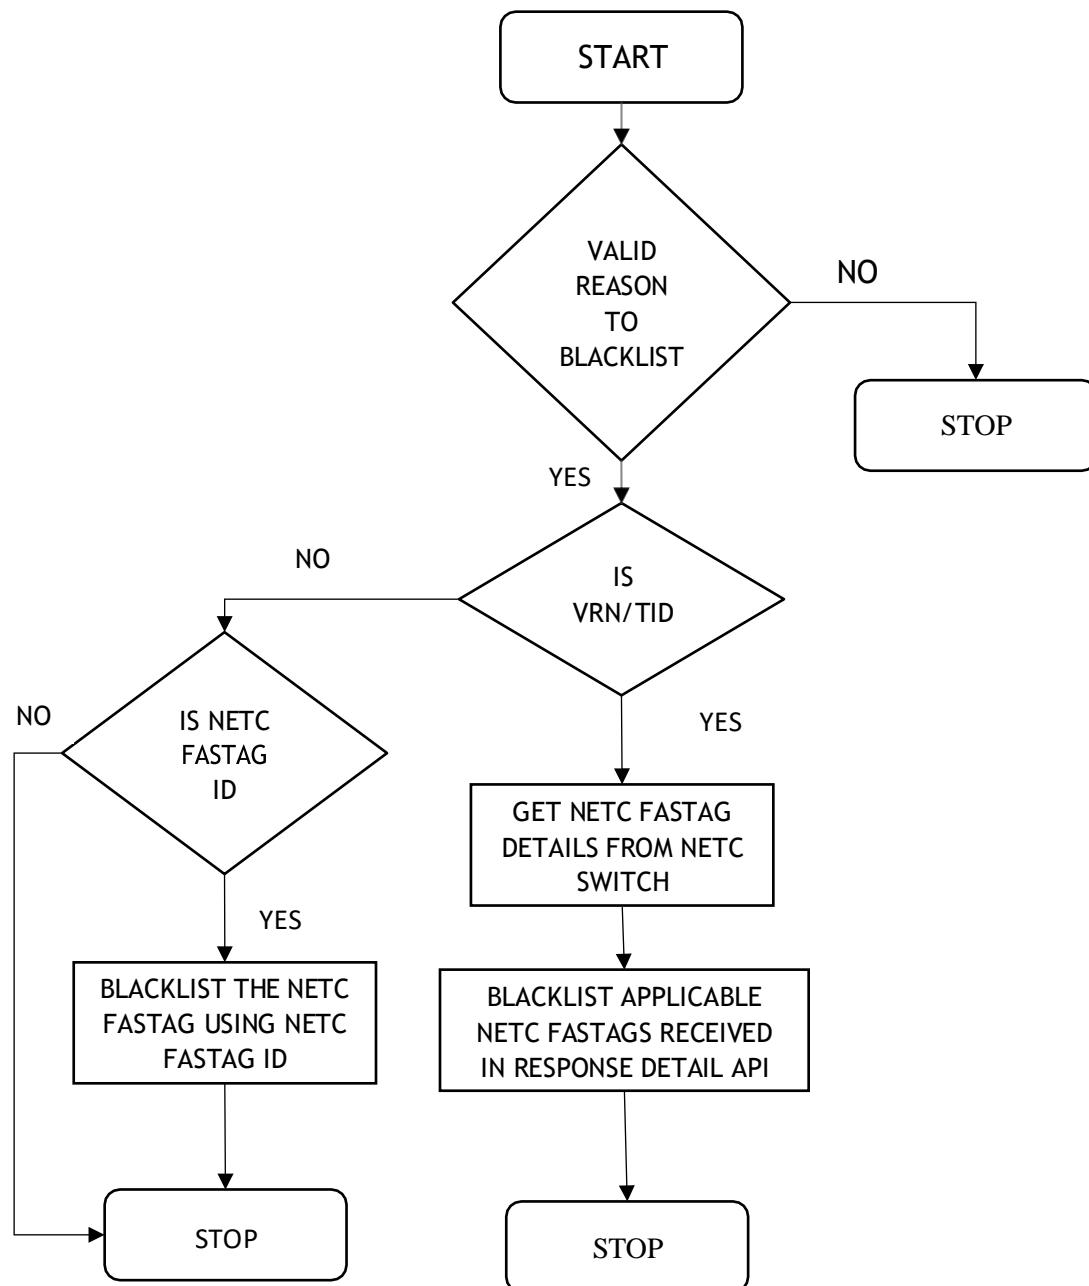 START
VALID
REASON
TO
BLACKLIST
NO
STOP
YES
NO
IS
VRN/TID
NO
IS NETC
FASTAG
ID
YES
GET NETC FASTAG
DETAILS FROM NETC
SWITCH
YES
BLACKLIST THE NETC
FASTAG USING NETC
FASTAG ID
BLACKLIST APPLICABLE
NETC FASTAGS RECEIVED
IN RESPONSE DETAIL API
STOP
STOP